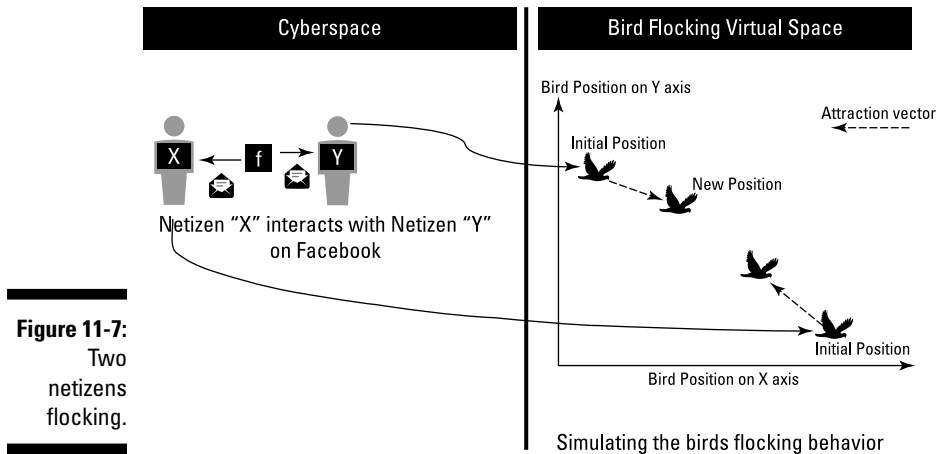 Cyberspace
Bird Flocking Virtual Space
Bird Position on Y axis
Attraction vector
Initial Position
New Position
X
f
Y
Netizen “X” interacts with Netizen “Y”
on Facebook
Initial Position
Bird Position on X axis
Simulating the birds flocking behavior
Figure 11-7:
Two
netizens
flocking.